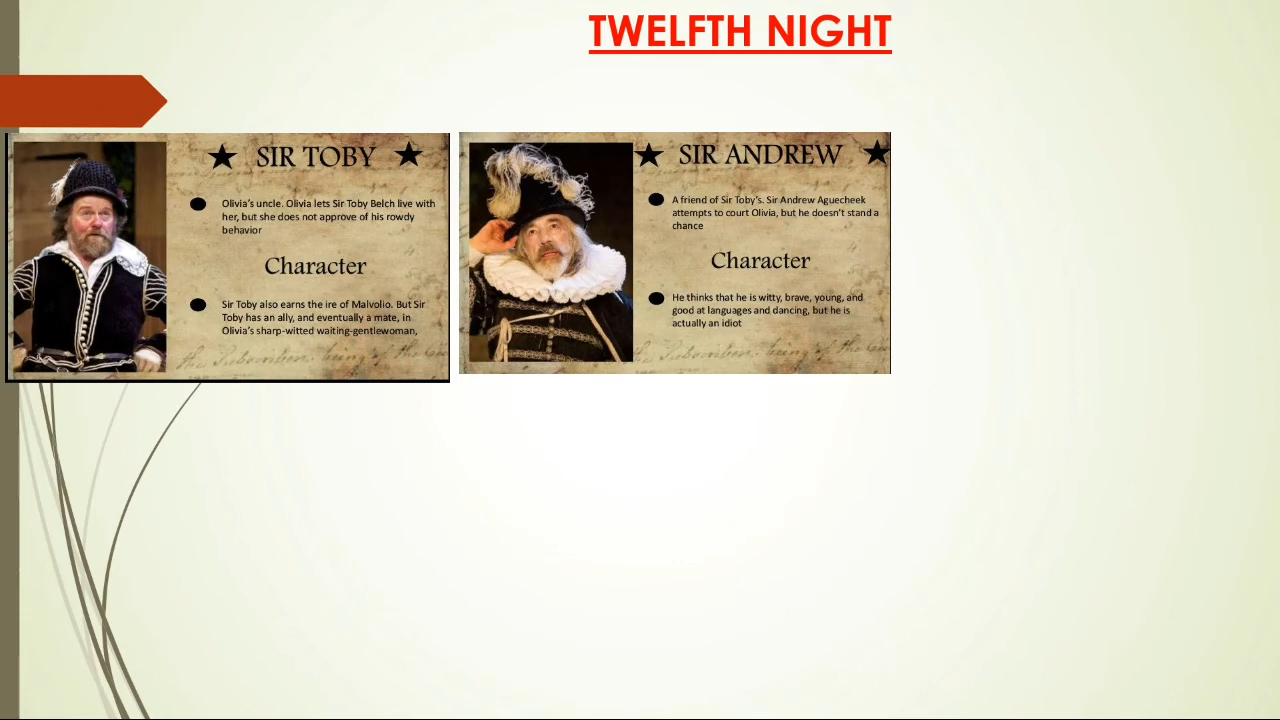 TWELFTH NIGHT
SIR TOBY
Olivia's uncle. Olivia lets Sir Toby Belch live with
her, but she does not approve of his rowdy
behavior
Character
Sir Toby also earns the ire of Malvolio. But Sir
Toby has an ally, and eventually a mate, in
Olivia's sharp-witted waiting-gentlewoman,
SIR ANDREW
A friend of Sir Toby's. Sir Andrew Aguecheek
attempts to court Olivia, but he doesn't stand a
chance
Character
He thinks that he is witty, brave, young, and
good at languages and dancing, but he is
actually an idiot